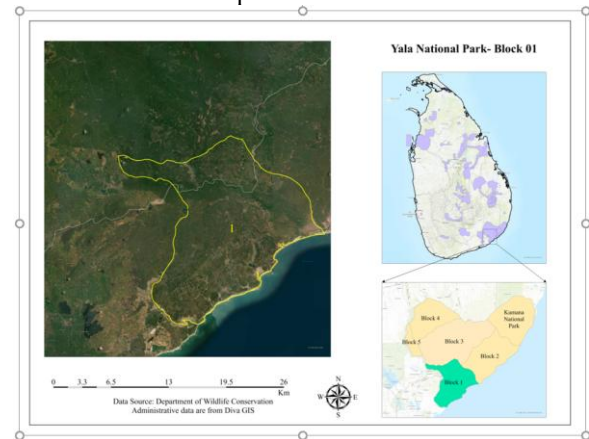 Yala National Park- Block 01
I
Block 4
Kumana
National
Park
Block 5
Block 3
Block 2
Block 1
0 3.3 6.5 13 19.5 26
Km
Data Source: Department of Wildlife Conservation
Administrative data are from Diva GIS
N
W E
S